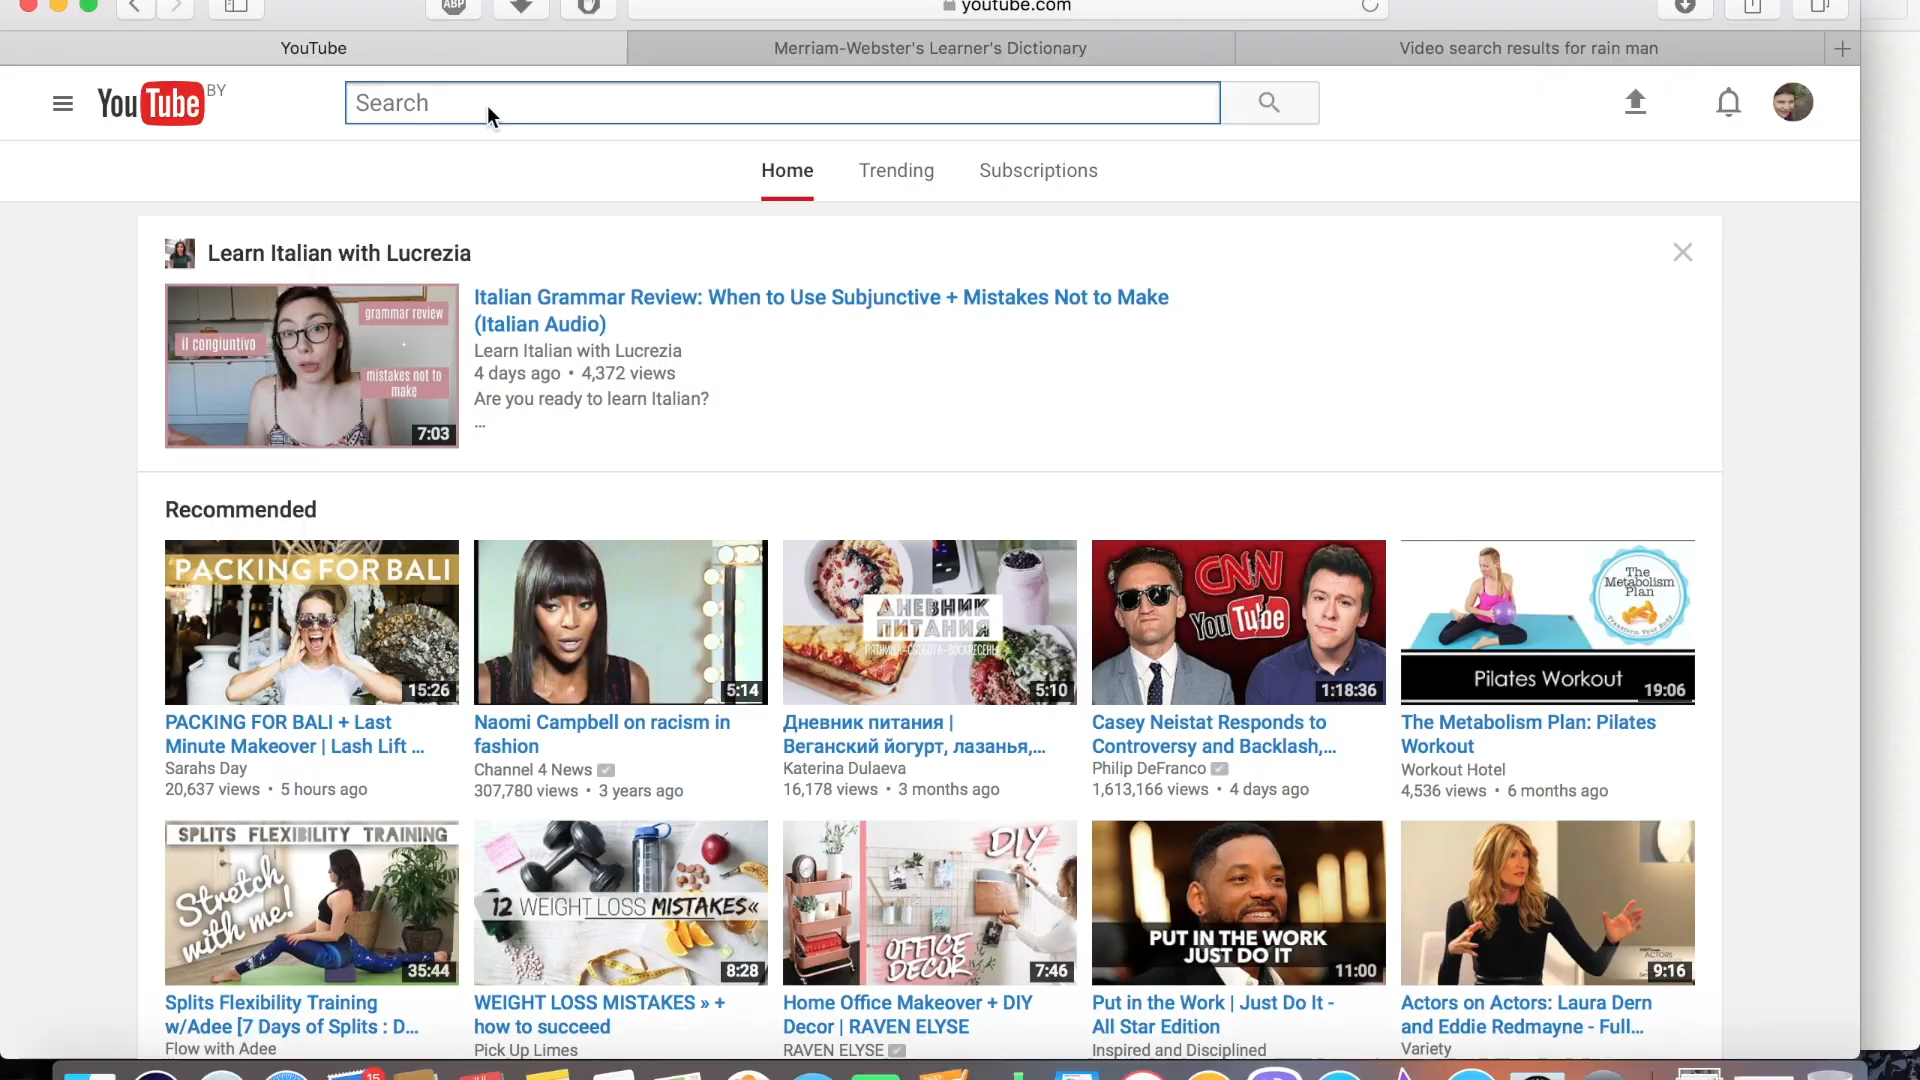 ABP
youtube.com
YouTube
Merriam-Webster's Learner's Dictionary
Video search results for rain man
YouTube BY
Search
Home
Trending
Subscriptions
Learn Italian with Lucrezia
grammar review
il congiuntivo
+
mistakes not to
make
7:03
Italian Grammar Review: When to Use Subjunctive + Mistakes Not to Make
(Italian Audio)
Learn Italian with Lucrezia
4 days ago • 4,372 views
Are you ready to learn Italian?
...
Recommended
PACKING FOR BALI
15:26
5:14
ДНЕВНИК
ПИТАНИЯ
ПЯТНИЦА-СУББОТА-ВОСКРЕСЕНЬЕ
5:10
CNN
YouTube
1:18:36
The
Metabolism
Plan
Transform Your Body
Pilates Workout
19:06
PACKING FOR BALI + Last
Minute Makeover | Lash Lift ...
Sarahs Day
20,637 views • 5 hours ago
Naomi Campbell on racism in
fashion
Channel 4 News
307,780 views • 3 years ago
Дневник питания |
Веганский йогурт, лазанья,...
Katerina Dulaeva
16,178 views • 3 months ago
Casey Neistat Responds to
Controversy and Backlash,...
Philip DeFranco
1,613,166 views • 4 days ago
The Metabolism Plan: Pilates
Workout
Workout Hotel
4,536 views • 6 months ago
SPLITS FLEXIBILITY TRAINING
Stretch
with me!
35:44
12 WEIGHT LOSS MISTAKES«
8:28
DIY
OFFICE
DECOR
7:46
PUT IN THE WORK
JUST DO IT
11:00
ACTORS
9:16
Splits Flexibility Training
w/Adee [7 Days of Splits : D...
Flow with Adee
WEIGHT LOSS MISTAKES » +
how to succeed
Pick Up Limes
Home Office Makeover + DIY
Decor | RAVEN ELYSE
RAVEN ELYSE
Put in the Work | Just Do It -
All Star Edition
Inspired and Disciplined
Actors on Actors: Laura Dern
and Eddie Redmayne - Full...
Variety
15